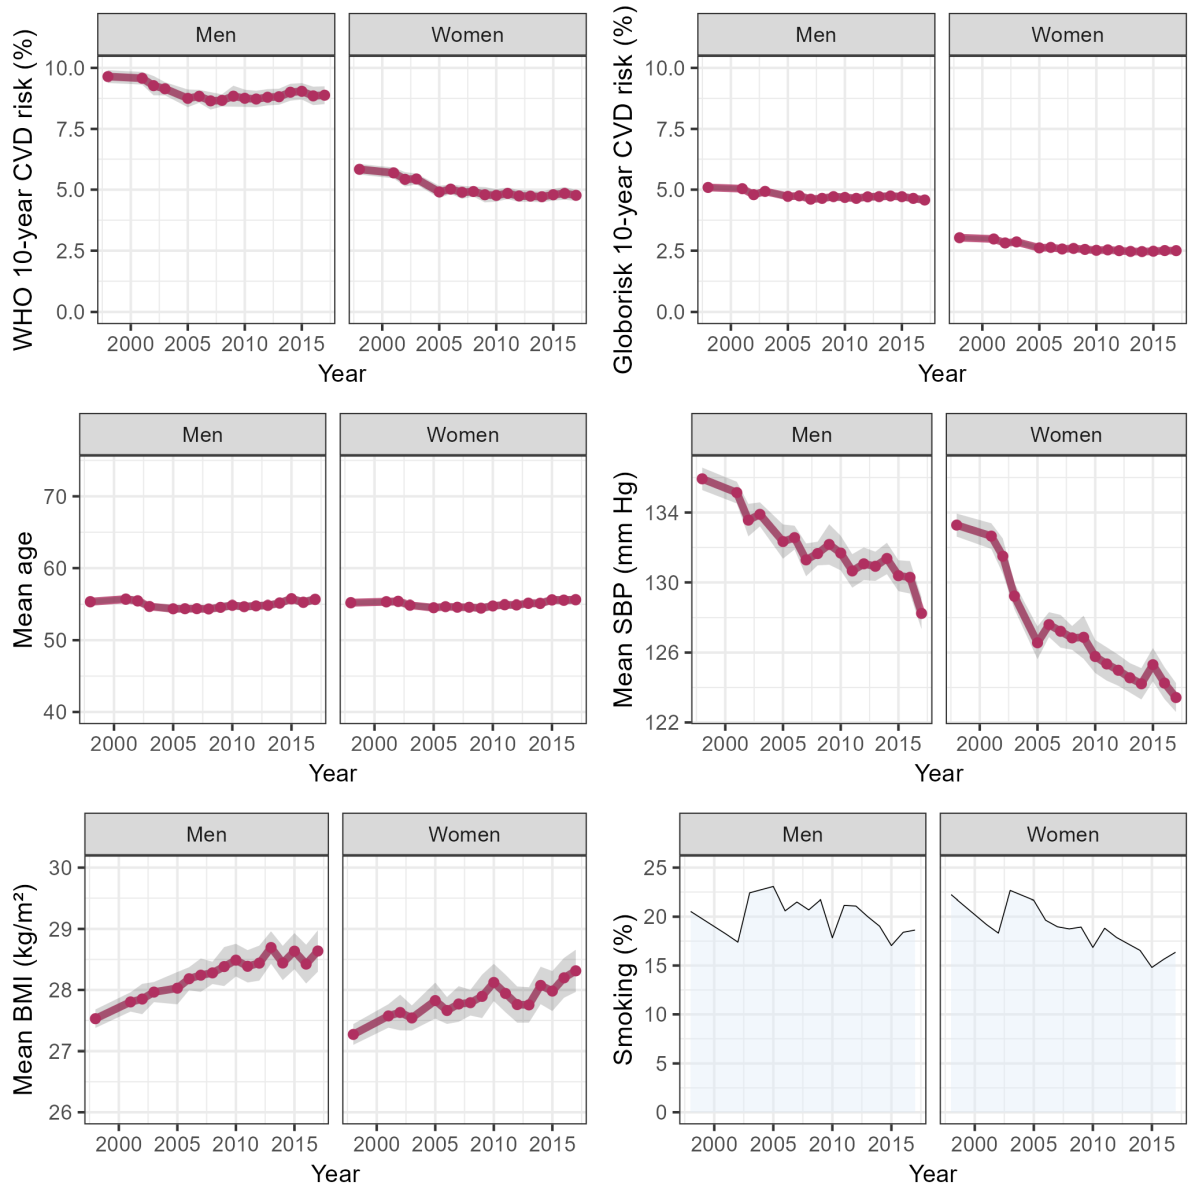 WHO 10-year CVD risk (%)
Men
Women
10.0
7.5
5.0
2.5
0.0
2000 2005 2010 2015
2000 2005 2010 2015
Year
Globorisk 10-year CVD risk (%)
Men
Women
10.0
7.5
5.0
2.5
0.0
2000 2005 2010 2015
2000 2005 2010 2015
Year
Mean age
Men
Women
70
60
50
40
2000 2005 2010 2015
2000 2005 2010 2015
Year
Mean SBP (mm Hg)
Men
Women
134
130
126
122
2000 2005 2010 2015
2000 2005 2010 2015
Year
Mean BMI (kg/m²)
Men
Women
30
29
28
27
26
2000 2005 2010 2015
2000 2005 2010 2015
Year
Smoking (%)
Men
Women
25
20
15
10
5
0
2000 2005 2010 2015
2000 2005 2010 2015
Year